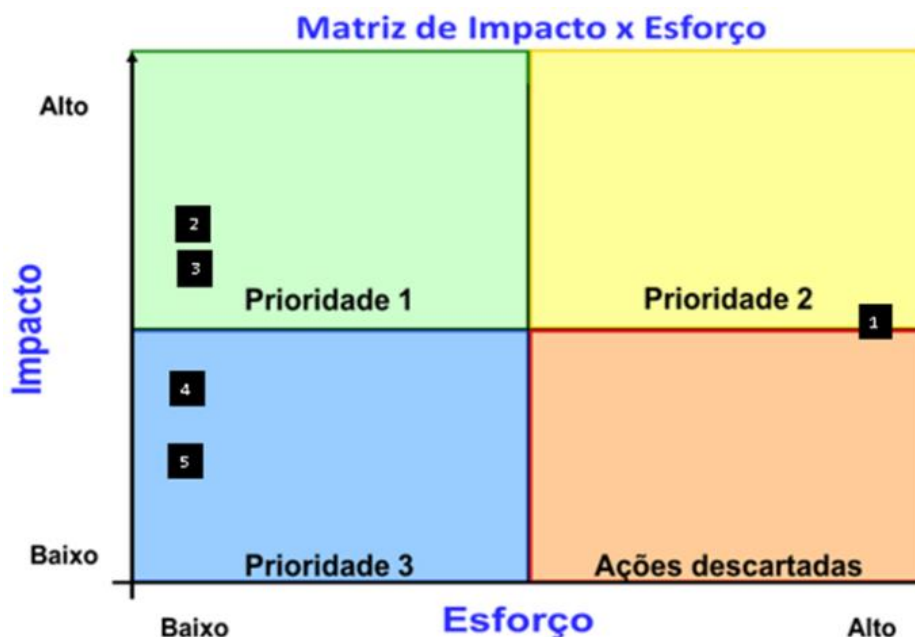 Matriz de Impacto x Esforço
Alto
2
3
Prioridade 1
Prioridade 2
1
Impacto
4
5
Baixo
Prioridade 3
Ações descartadas
Baixo
Esforço
Alto